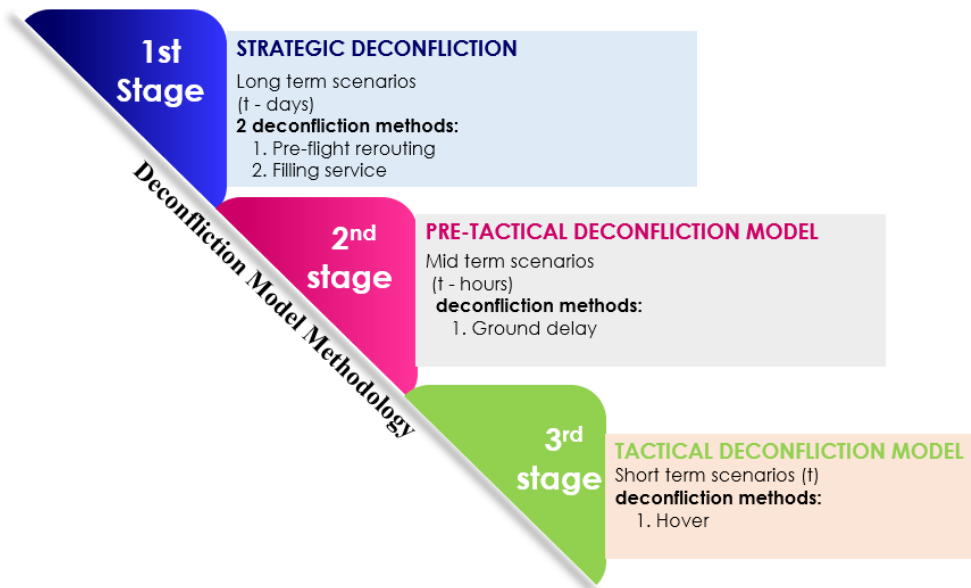 1st
Stage
STRATEGIC DECONFLICTION
Long term scenarios
(t - days)
2 deconfliction methods:
1. Pre-flight rerouting
2. Filling service
Deconfliction Model Methodology
2nd
stage
PRE-TACTICAL DECONFLICTION MODEL
Mid term scenarios
(t - hours)
deconfliction methods:
1. Ground delay
3rd
stage
TACTICAL DECONFLICTION MODEL
Short term scenarios (t)
deconfliction methods:
1. Hover